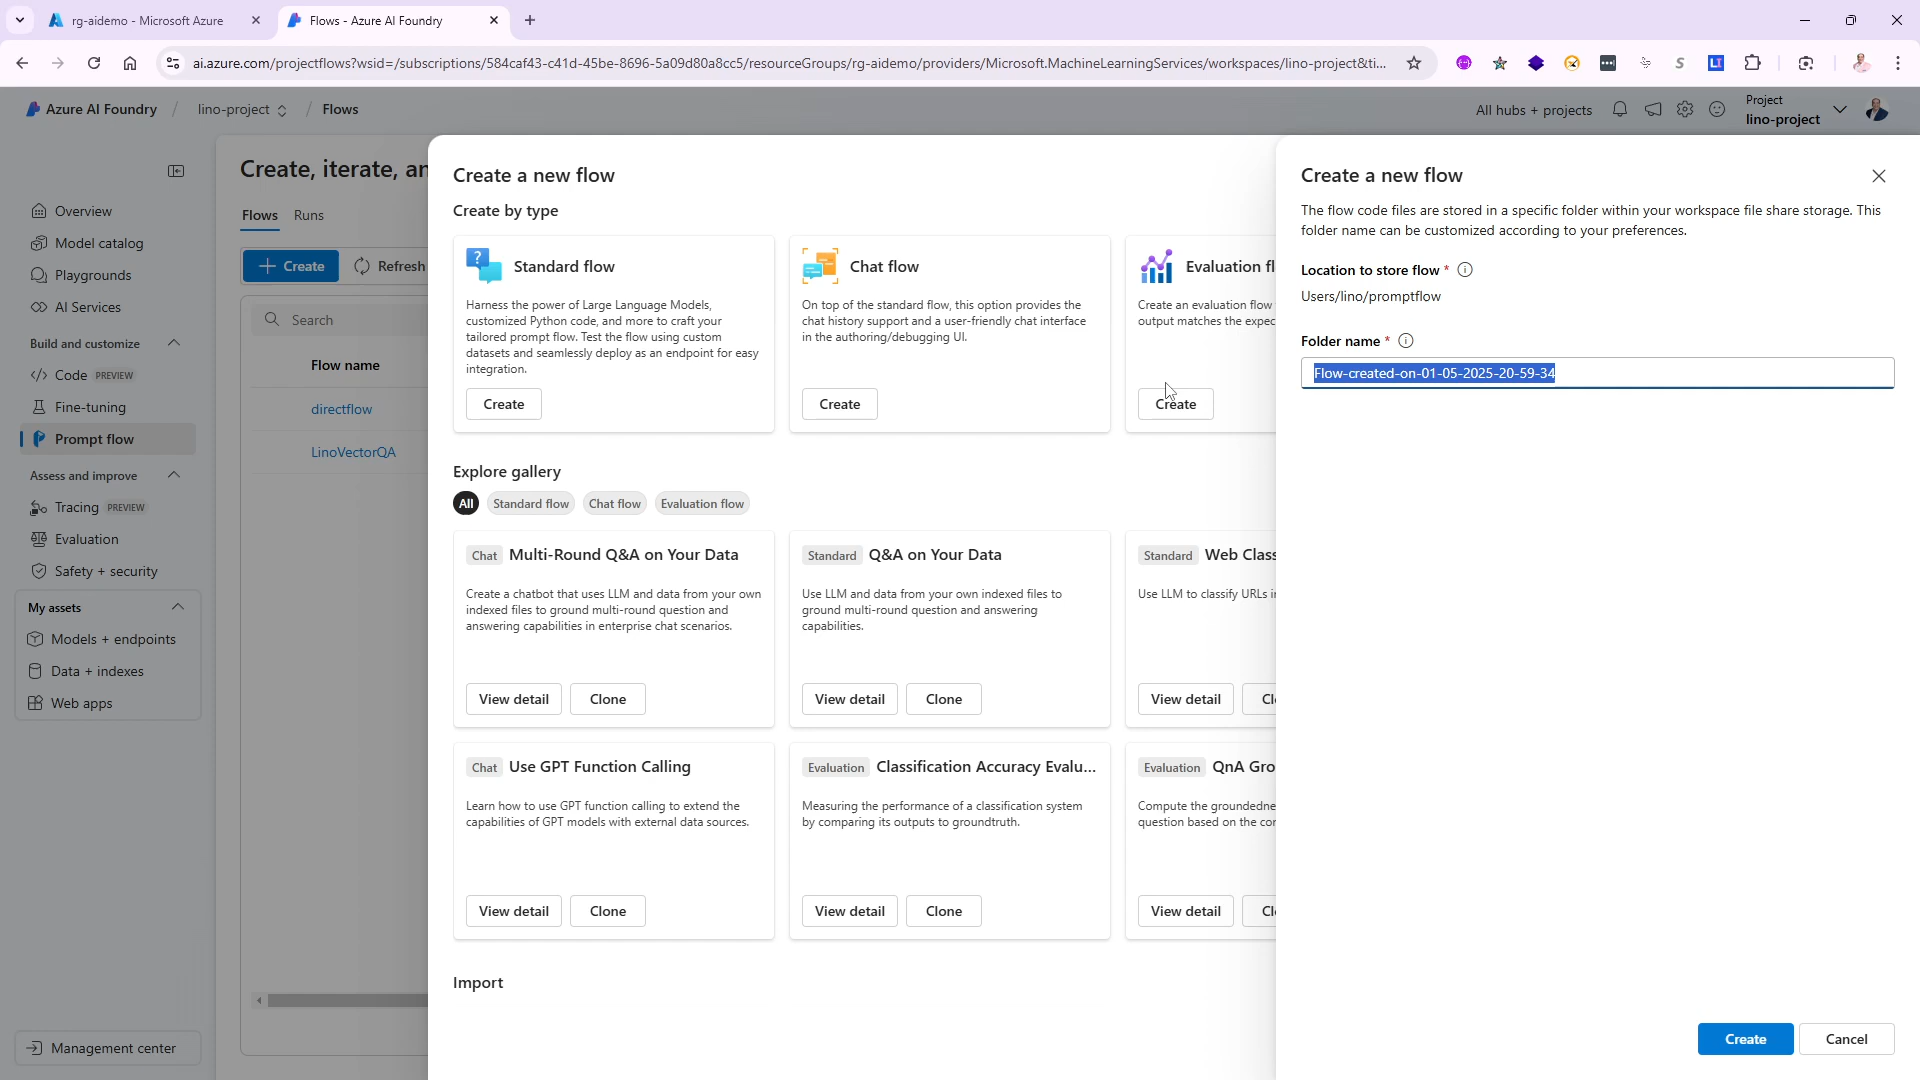 rg-aidemo - Microsoft Azure
Flows - Azure AI Foundry
ai.azure.com/projectflows?wsid=/subscriptions/584caf43-c41d-45be-8696-5a09d80a8cc5/resourceGroups/rg-aidemo/providers/Microsoft.MachineLearningServices/workspaces/lino-project&ti...
Azure AI Foundry / lino-project / Flows
All hubs + projects
Project
lino-project
Overview
Model catalog
Playgrounds
AI Services
Build and customize
Code PREVIEW
Fine-tuning
Prompt flow
Assess and improve
Tracing PREVIEW
Evaluation
Safety + security
My assets
Models + endpoints
Data + indexes
Web apps
Management center
Create, iterate, an
Flows Runs
Create Refresh
Search
Flow name
directflow
LinoVectorQA
Create a new flow
Create by type
Standard flow
Harness the power of Large Language Models,
customized Python code, and more to craft your
tailored prompt flow. Test the flow using custom
datasets and seamlessly deploy as an endpoint for easy
integration.
Create
Chat flow
On top of the standard flow, this option provides the
chat history support and a user-friendly chat interface
in the authoring/debugging UI.
Create
Evaluation fl
Create an evaluation flow
output matches the expec
Create
Explore gallery
All Standard flow Chat flow Evaluation flow
Chat Multi-Round Q&A on Your Data
Create a chatbot that uses LLM and data from your own
indexed files to ground multi-round question and
answering capabilities in enterprise chat scenarios.
View detail Clone
Standard Q&A on Your Data
Use LLM and data from your own indexed files to
ground multi-round question and answering
capabilities.
View detail Clone
Standard Web Class
Use LLM to classify URLs i
View detail Cl
Chat Use GPT Function Calling
Learn how to use GPT function calling to extend the
capabilities of GPT models with external data sources.
View detail Clone
Evaluation Classification Accuracy Evalu...
Measuring the performance of a classification system
by comparing its outputs to groundtruth.
View detail Clone
Evaluation QnA Gro
Compute the groundedne
question based on the cor
View detail Cl
Import
Create a new flow
The flow code files are stored in a specific folder within your workspace file share storage. This
folder name can be customized according to your preferences.
Location to store flow *
Users/lino/promptflow
Folder name *
Flow-created-on-01-05-2025-20-59-34
Create Cancel